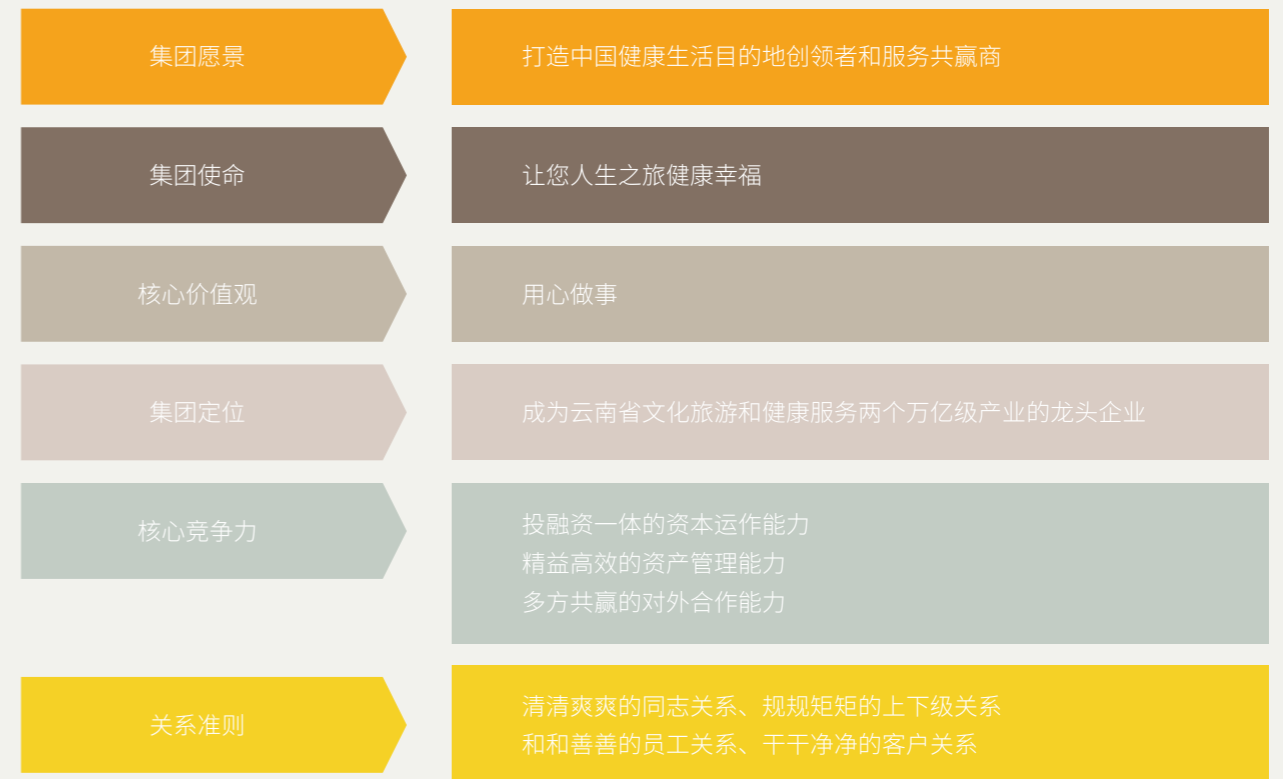 集团愿景
打造中国健康生活目的地创领者和服务共赢商
集团使命
让您人生之旅健康幸福
核心价值观
用心做事
集团定位
成为云南省文化旅游和健康服务两个万亿级产业的龙头企业
核心竞争力
投融资一体的资本运作能力
精益高效的资产管理能力
多方共赢的对外合作能力
关系准则
清清爽爽的同志关系、规规矩矩的上下级关系
和和善善的员工关系、干干净净的客户关系